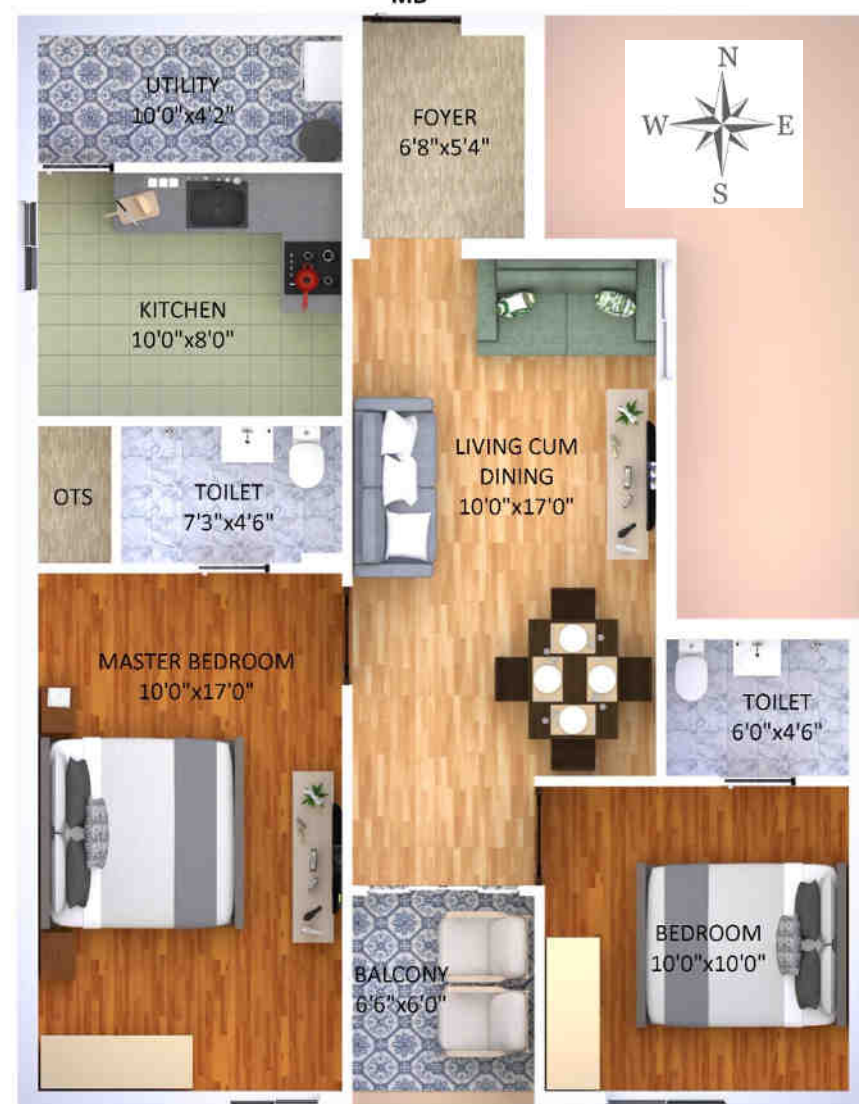 UTILITY
10'0"x4'2"
FOYER
6'8"x5'4"
N
W
E
S
KITCHEN
10'0"x8'0"
OTS
TOILET
7'3"x4'6"
LIVING CUM
DINING
10'0"x17'0"
MASTER BEDROOM
10'0"x17'0"
TOILET
6'0"x4'6"
BEDROOM
10'0"x10'0"
BALCONY
6'6"x6'0"